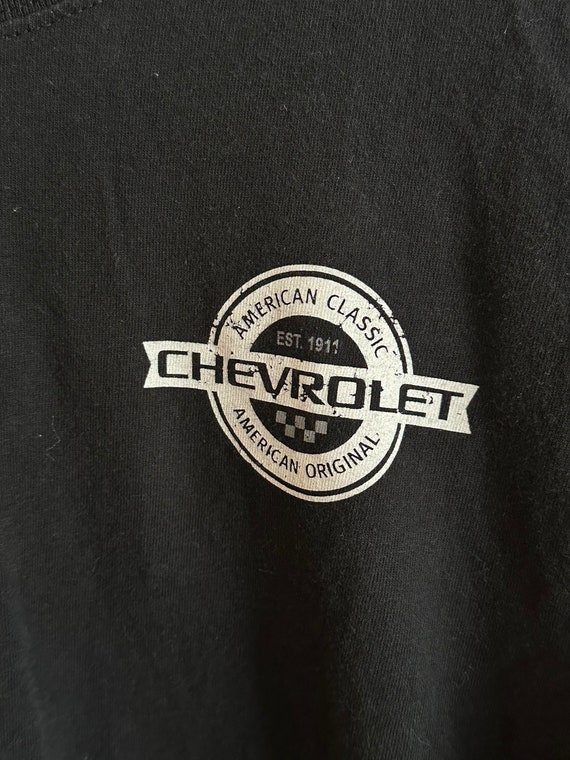 AMERICAN CLASSIC
EST. 1911
CHEVROLET
AMERICAN ORIGINAL